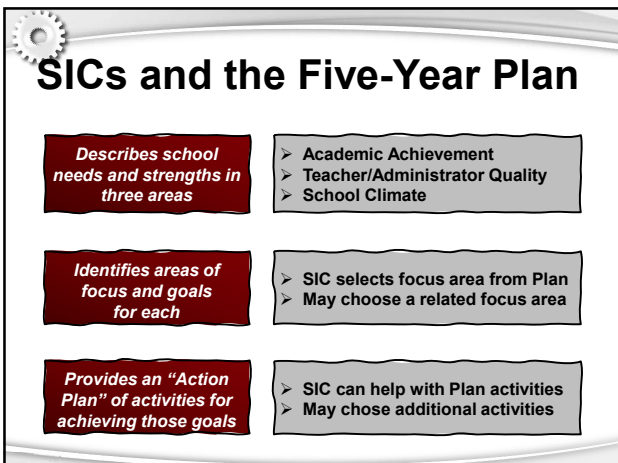 SICs and the Five-Year Plan
Describes school
needs and strengths in
three areas
➢ Academic Achievement
➢ Teacher/Administrator Quality
➢ School Climate
Identifies areas of
focus and goals
for each
➢ SIC selects focus area from Plan
➢ May choose a related focus area
Provides an “Action
Plan” of activities for
achieving those goals
➢ SIC can help with Plan activities
➢ May chose additional activities